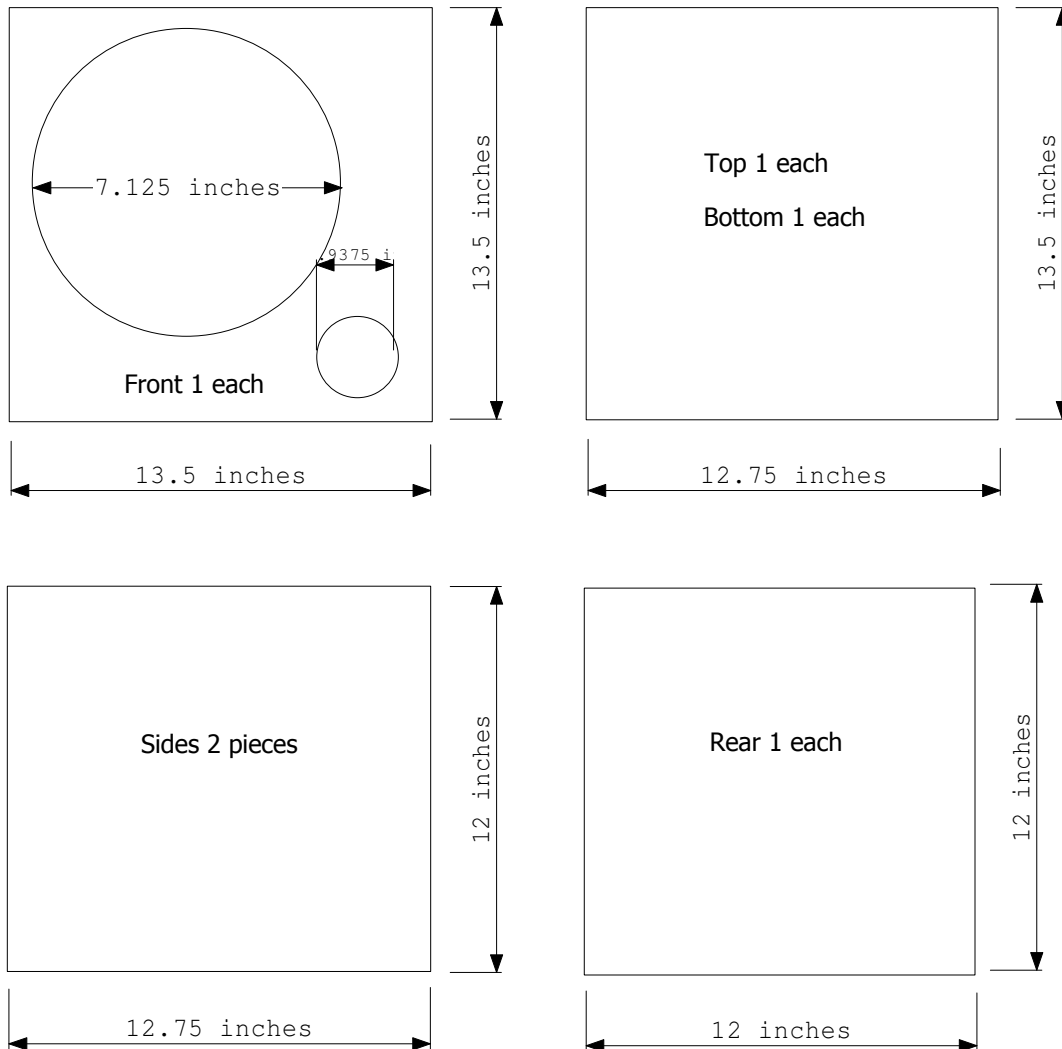 7.125 inches
.9375 i
Front 1 each
13.5 inches
13.5 inches
Top 1 each
Bottom 1 each
13.5 inches
12.75 inches
Sides 2 pieces
12 inches
12.75 inches
Rear 1 each
12 inches
12 inches